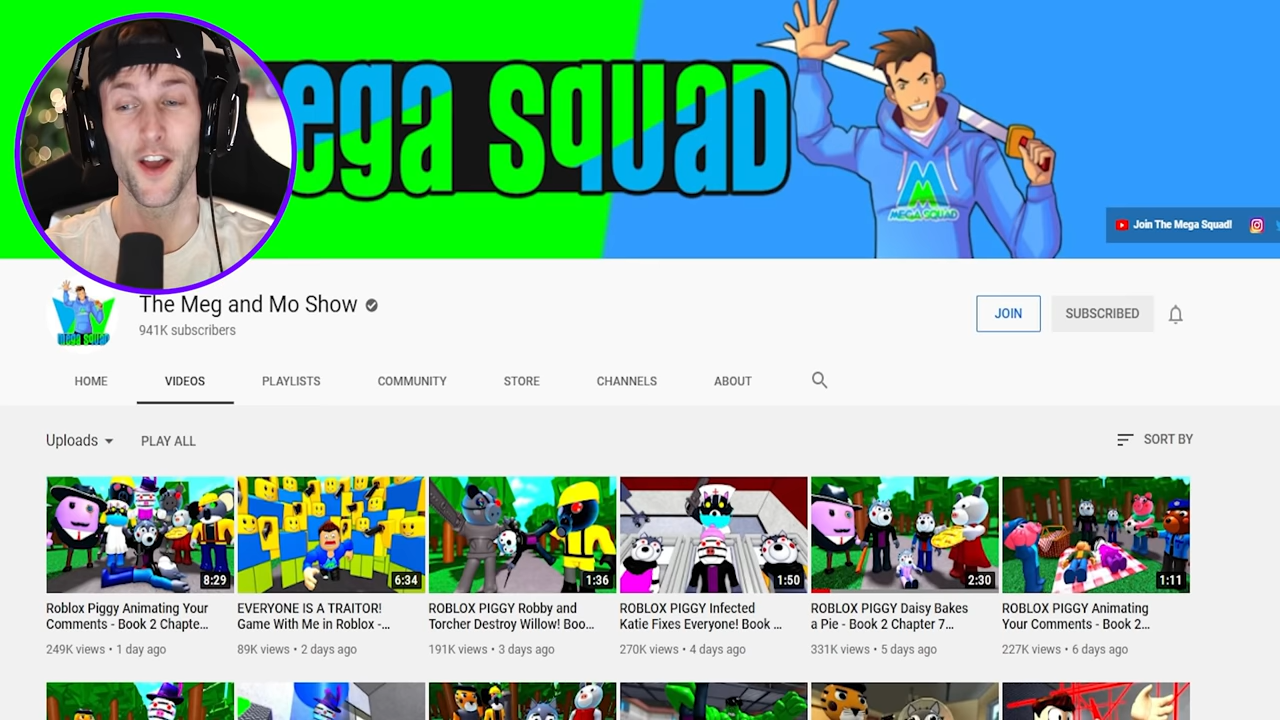 ega SQuaD
MEGA SQUAD
Join The Mega Squad!
The Meg and Mo Show
941K subscribers
JOIN
SUBSCRIBED
HOME
VIDEOS
PLAYLISTS
COMMUNITY
STORE
CHANNELS
ABOUT
Uploads
PLAY ALL
SORT BY
8:29
6:34
1:36
1:50
2:30
1:11
Roblox Piggy Animating Your
Comments - Book 2 Chapte...
249K views • 1 day ago
EVERYONE IS A TRAITOR!
Game With Me in Roblox -...
89K views • 2 days ago
ROBLOX PIGGY Robby and
Torcher Destroy Willow! Boo...
191K views • 3 days ago
ROBLOX PIGGY Infected
Katie Fixes Everyone! Book ...
270K views • 4 days ago
ROBLOX PIGGY Daisy Bakes
a Pie - Book 2 Chapter 7...
331K views • 5 days ago
ROBLOX PIGGY Animating
Your Comments - Book 2...
227K views • 6 days ago